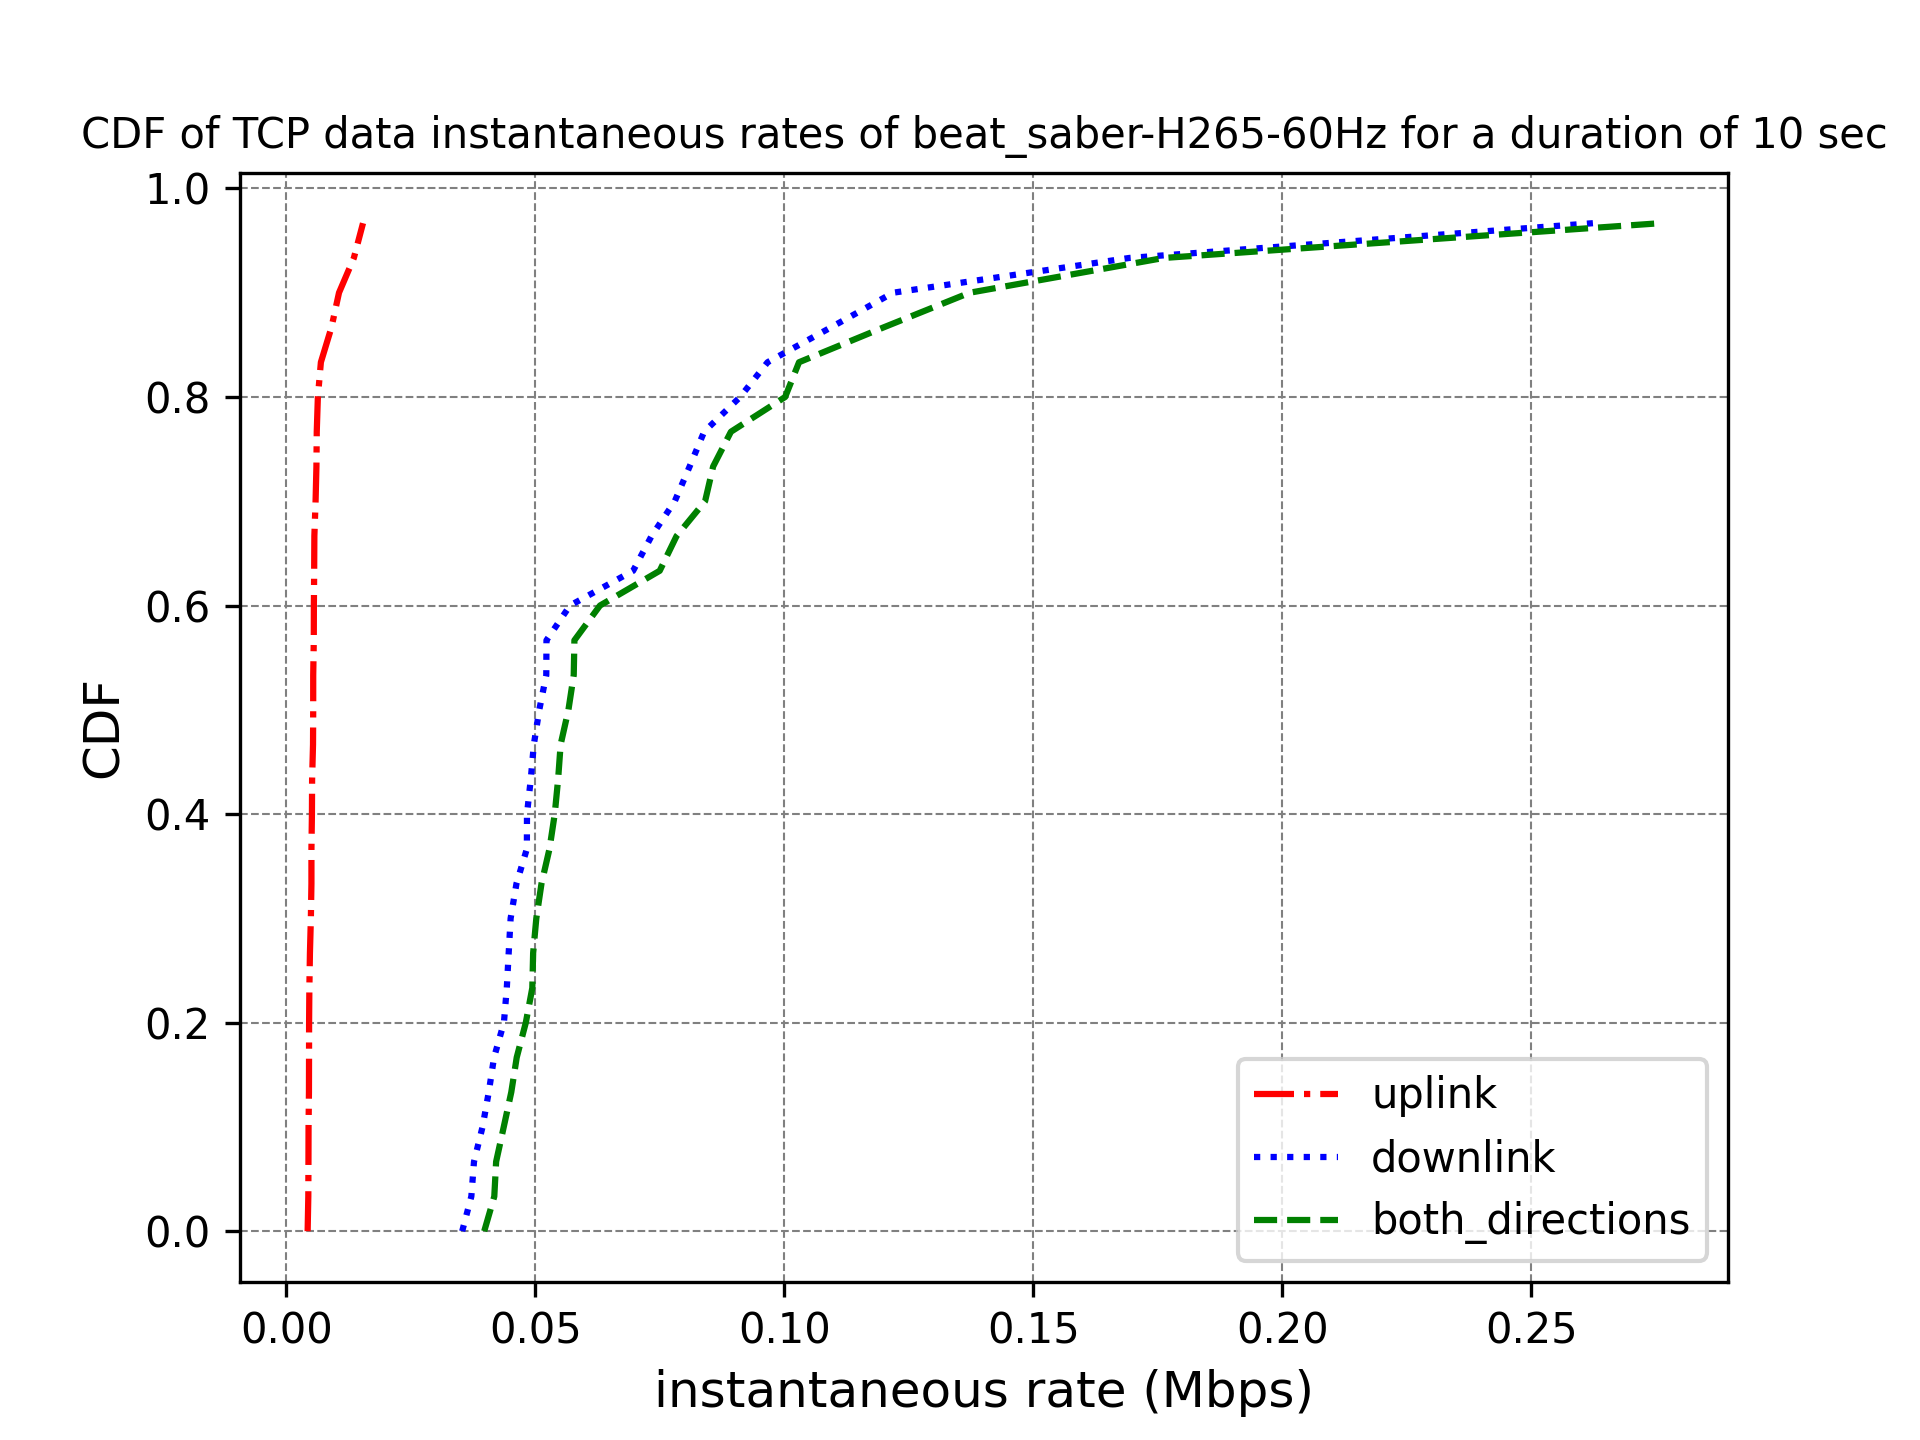 CDF of TCP data instantaneous rates of beat_saber-H265-60Hz for a duration of 10 sec
1.0
0.8
0.6
0.4
0.2
0.0
CDF
uplink
downlink
both_directions
0.00 0.05 0.10 0.15 0.20 0.25
instantaneous rate (Mbps)